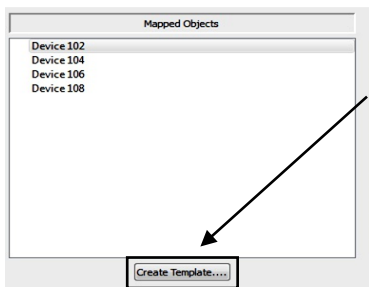 Mapped Objects
Device 102
Device 104
Device 106
Device 108
Create Template....